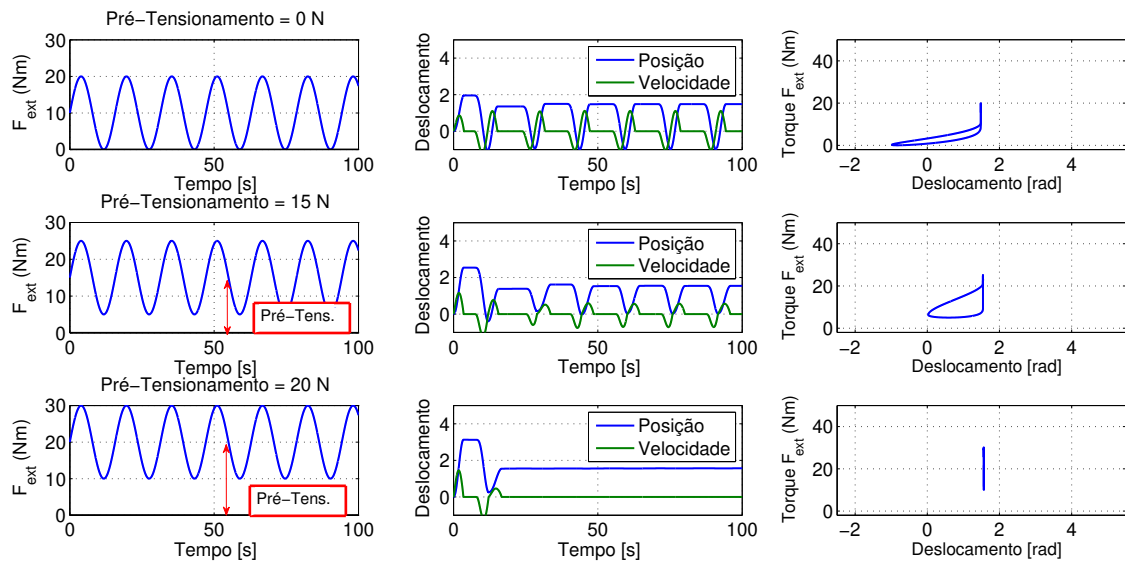 Pré−Tensionamento = 0 N
F_ext (Nm)
30
20
10
0
0
50
100
Tempo [s]
Deslocamento
4
2
0
0
50
100
Tempo [s]
Posição
Velocidade
Torque F_ext (Nm)
40
20
0
−2
0
2
4
Deslocamento [rad]
Pré−Tensionamento = 15 N
F_ext (Nm)
30
20
10
0
0
50
100
Tempo [s]
Pré−Tens.
Deslocamento
4
2
0
0
50
100
Tempo [s]
Posição
Velocidade
Torque F_ext (Nm)
40
20
0
−2
0
2
4
Deslocamento [rad]
Pré−Tensionamento = 20 N
F_ext (Nm)
30
20
10
0
0
50
100
Tempo [s]
Pré−Tens.
Deslocamento
4
2
0
0
50
100
Tempo [s]
Posição
Velocidade
Torque F_ext (Nm)
40
20
0
−2
0
2
4
Deslocamento [rad]